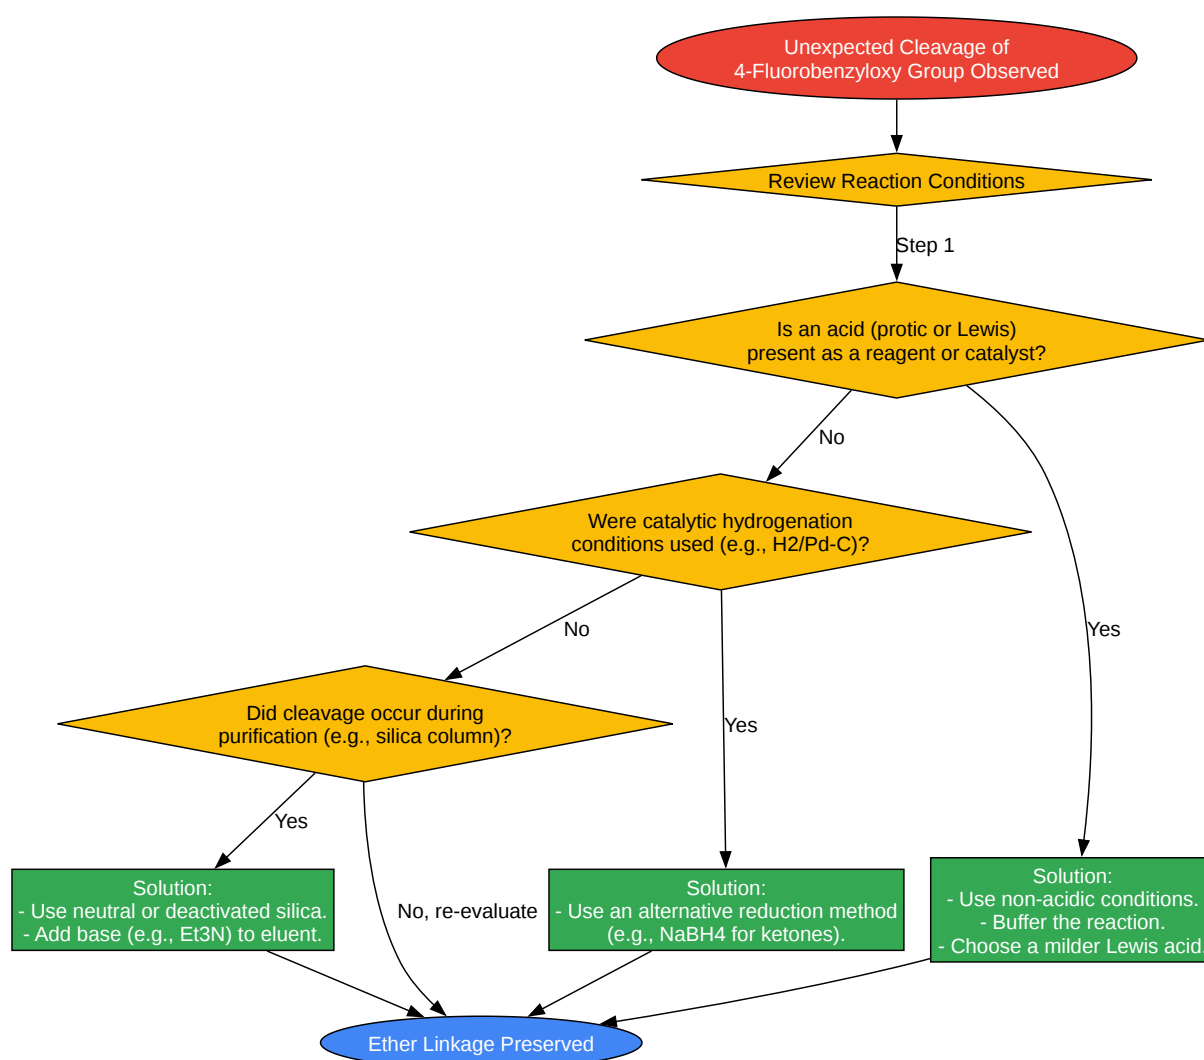 Unexpected Cleavage of
4-Fluorobenzyloxy Group Observed
Review Reaction Conditions
Step 1
Is an acid (protic or Lewis)
present as a reagent or catalyst?
No
Were catalytic hydrogenation
conditions used (e.g., H2/Pd-C)?
No
Yes
Yes
Did cleavage occur during
purification (e.g., silica column)?
Yes
No, re-evaluate
Solution:
- Use neutral or deactivated silica.
- Add base (e.g., Et3N) to eluent.
Solution:
- Use an alternative reduction method
(e.g., NaBH4 for ketones).
Solution:
- Use non-acidic conditions.
- Buffer the reaction.
- Choose a milder Lewis acid.
Ether Linkage Preserved